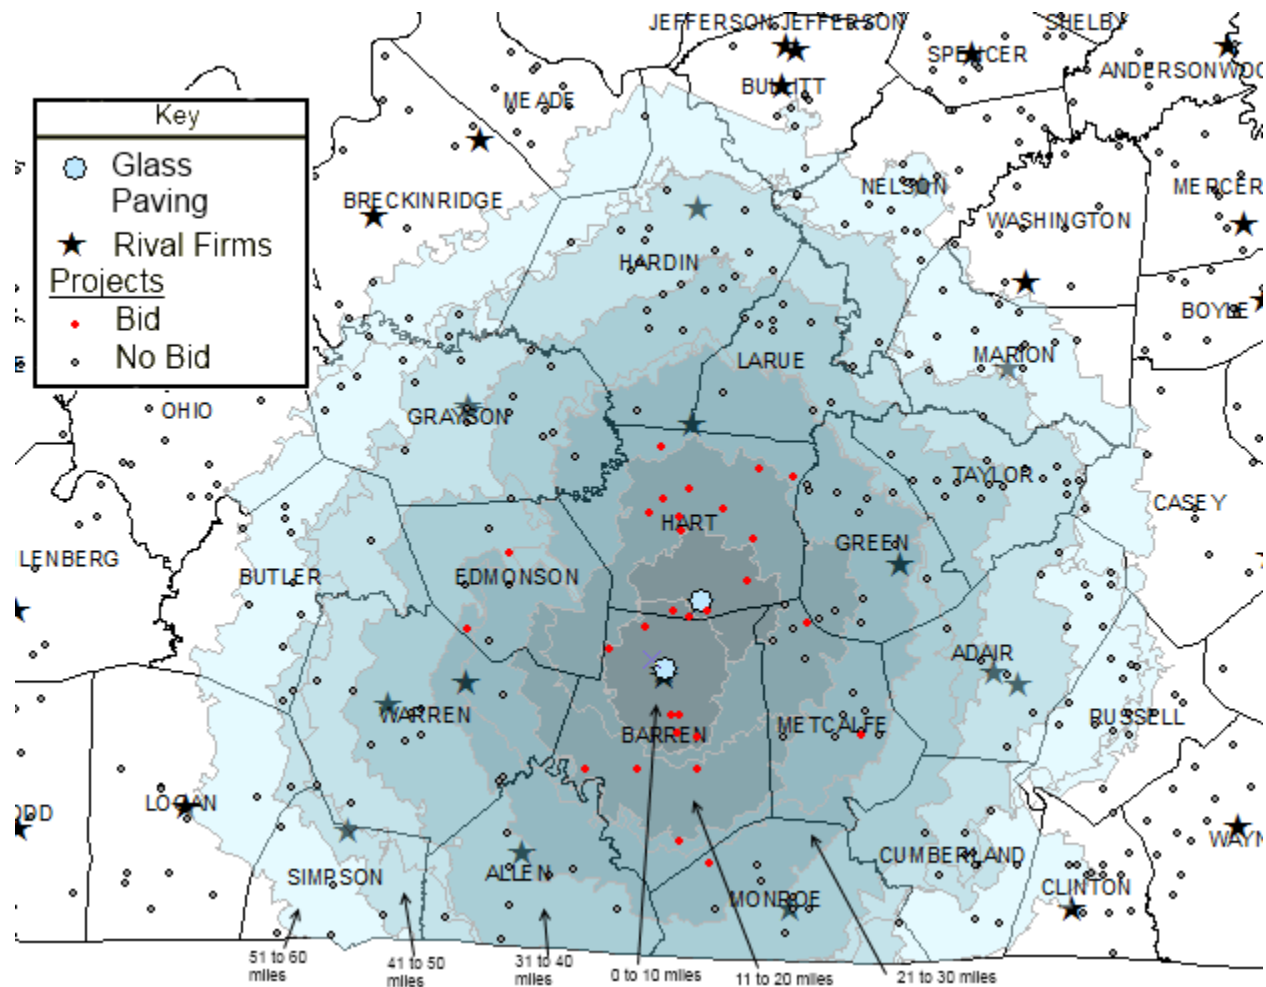 JEFFERSON JEFFERSON
SHELBY
SPENCER
ANDERSON
BULLITT
MEADE
Key
Glass
Paving
Rival Firms
Projects
Bid
No Bid
BRECKINRIDGE
NELSON
MERCER
WASHINGTON
HARDIN
BOYLE
MARION
LARUE
OHIO
GRAYSON
TAYLOR
CASEY
HART
GREEN
LENBERG
BUTLER
EDMONSON
ADAIR
WARREN
RUSSELL
METCALFE
BARREN
LOGAN
WAYN
CUMBERLAND
SIMPSON
ALLEN
CLINTON
MONROE
51 to 60
miles
41 to 50
miles
31 to 40
miles
0 to 10 miles
11 to 20 miles
21 to 30 miles